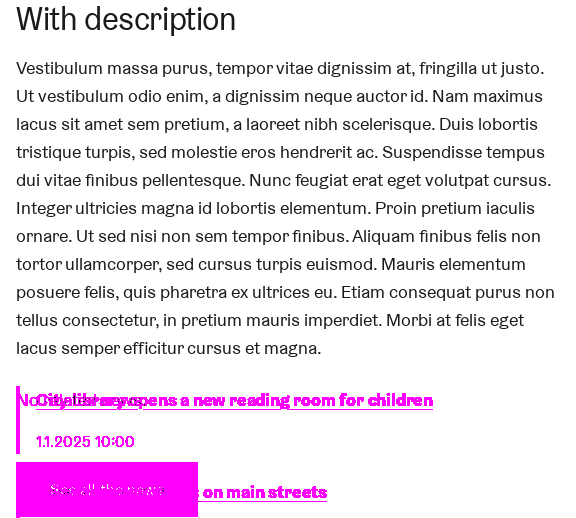 With description
Vestibulum massa purus, tempor vitae dignissim at, fringilla ut justo.
Ut vestibulum odio enim, a dignissim neque auctor id. Nam maximus
lacus sit amet sem pretium, a laoreet nibh scelerisque. Duis lobortis
tristique turpis, sed molestie eros hendrerit ac. Suspendisse tempus
dui vitae finibus pellentesque. Nunc feugiat erat eget volutpat cursus.
Integer ultricies magna id lobortis elementum. Proin pretium iaculis
ornare. Ut sed nisi non sem tempor finibus. Aliquam finibus felis non
tortor ullamcorper, sed cursus turpis euismod. Mauris elementum
posuere felis, quis pharetra ex ultrices eu. Etiam consequat purus non
tellus consectetur, in pretium mauris imperdiet. Morbi at felis eget
lacus semper efficitur cursus et magna.
City library opens a new reading room for children
1.1.2025 10:00
See all the news
on main streets